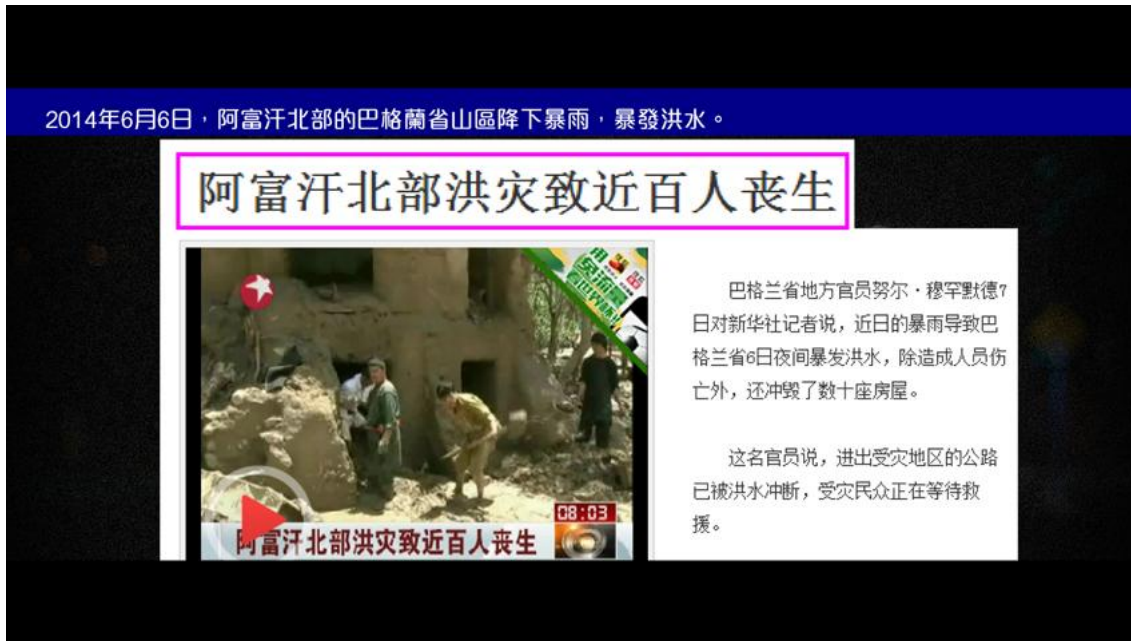 2014年6月6日，阿富汗北部的巴格蘭省山區降下暴雨，暴發洪水。
阿富汗北部洪灾致近百人丧生
巴格兰省地方官员努尔·穆罕默德7
日对新华社记者说，近日的暴雨导致巴
格兰省6日夜间暴发洪水，除造成人员伤
亡外，还冲毁了数十座房屋。
这名官员说，进出受灾地区的公路
已被洪水冲断，受灾民众正在等待救
援。
08:03
阿富汗北部洪灾致近百人丧生